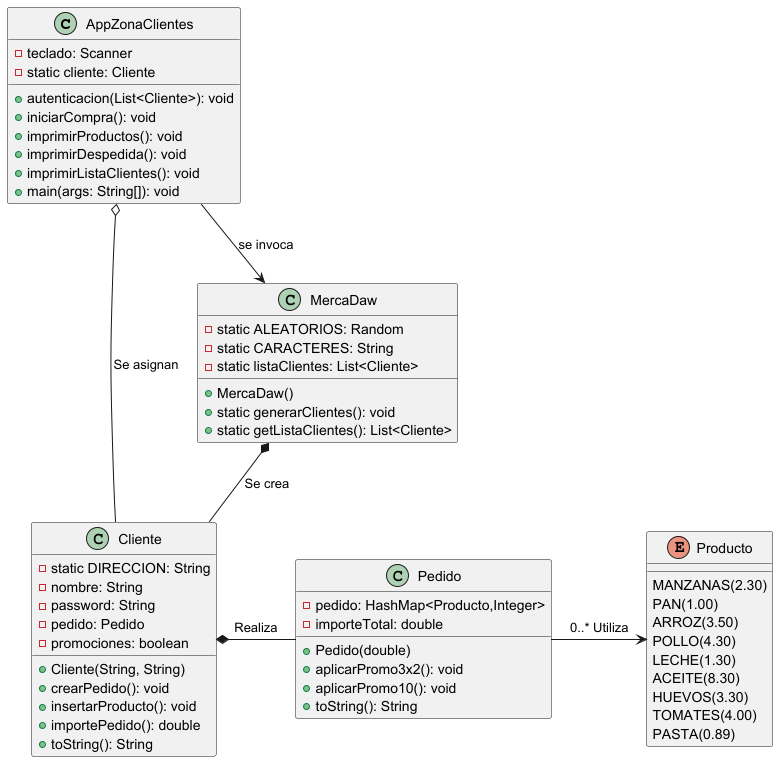 C AppZonaClientes
teclado: Scanner
static cliente: Cliente
autenticacion(List<Cliente>): void
iniciarCompra(): void
imprimirProductos(): void
imprimirDespedida(): void
imprimirListaClientes(): void
main(args: String[]): void
se invoca
C MercaDaw
static ALEATORIOS: Random
static CARACTERES: String
static listaClientes: List<Cliente>
MercaDaw()
static generarClientes(): void
static getListaClientes(): List<Cliente>
Se asignan
Se crea
C Cliente
static DIRECCION: String
nombre: String
password: String
pedido: Pedido
promociones: boolean
Cliente(String, String)
crearPedido(): void
insertarProducto(): void
importePedido(): double
toString(): String
Realiza
C Pedido
pedido: HashMap<Producto,Integer>
importeTotal: double
Pedido(double)
aplicarPromo3x2(): void
aplicarPromo10(): void
toString(): String
0..* Utiliza
E Producto
MANZANAS(2.30)
PAN(1.00)
ARROZ(3.50)
POLLO(4.30)
LECHE(1.30)
ACEITE(8.30)
HUEVOS(3.30)
TOMATES(4.00)
PASTA(0.89)